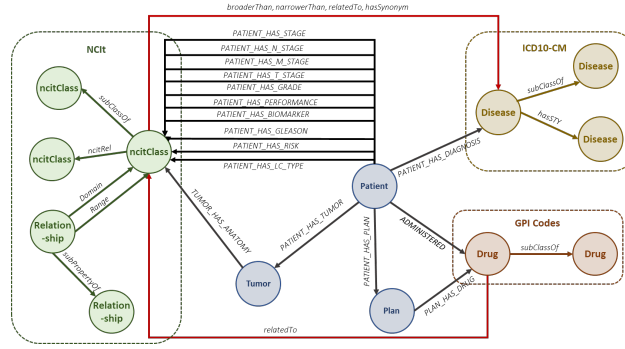 broaderThan, narrowerThan, relatedTo, hasSynonym
NCIt
ICD10-CM
PATIENT_HAS_STAGE
PATIENT_HAS_N_STAGE
PATIENT_HAS_M_STAGE
PATIENT_HAS_T_STAGE
PATIENT_HAS_GRADE
PATIENT_HAS_PERFORMANCE
PATIENT_HAS_BIOMARKER
PATIENT_HAS_GLEASON
PATIENT_HAS_RISK
PATIENT_HAS_LC_TYPE
ncitClass
subClassOf
ncitClass
ncitRel
ncitClass
Domain
Range
Relation
-ship
subPropertyOf
Relation
-ship
Disease
subClassOf
Disease
hasSTY
Disease
PATIENT_HAS_DIAGNOSIS
Patient
TUMOR_HAS_ANATOMY
PATIENT_HAS_TUMOR
PATIENT_HAS_PLAN
ADMINISTERED
GPI Codes
Drug
subClassOf
Drug
Tumor
Plan
PLAN_HAS_DRUG
relatedTo